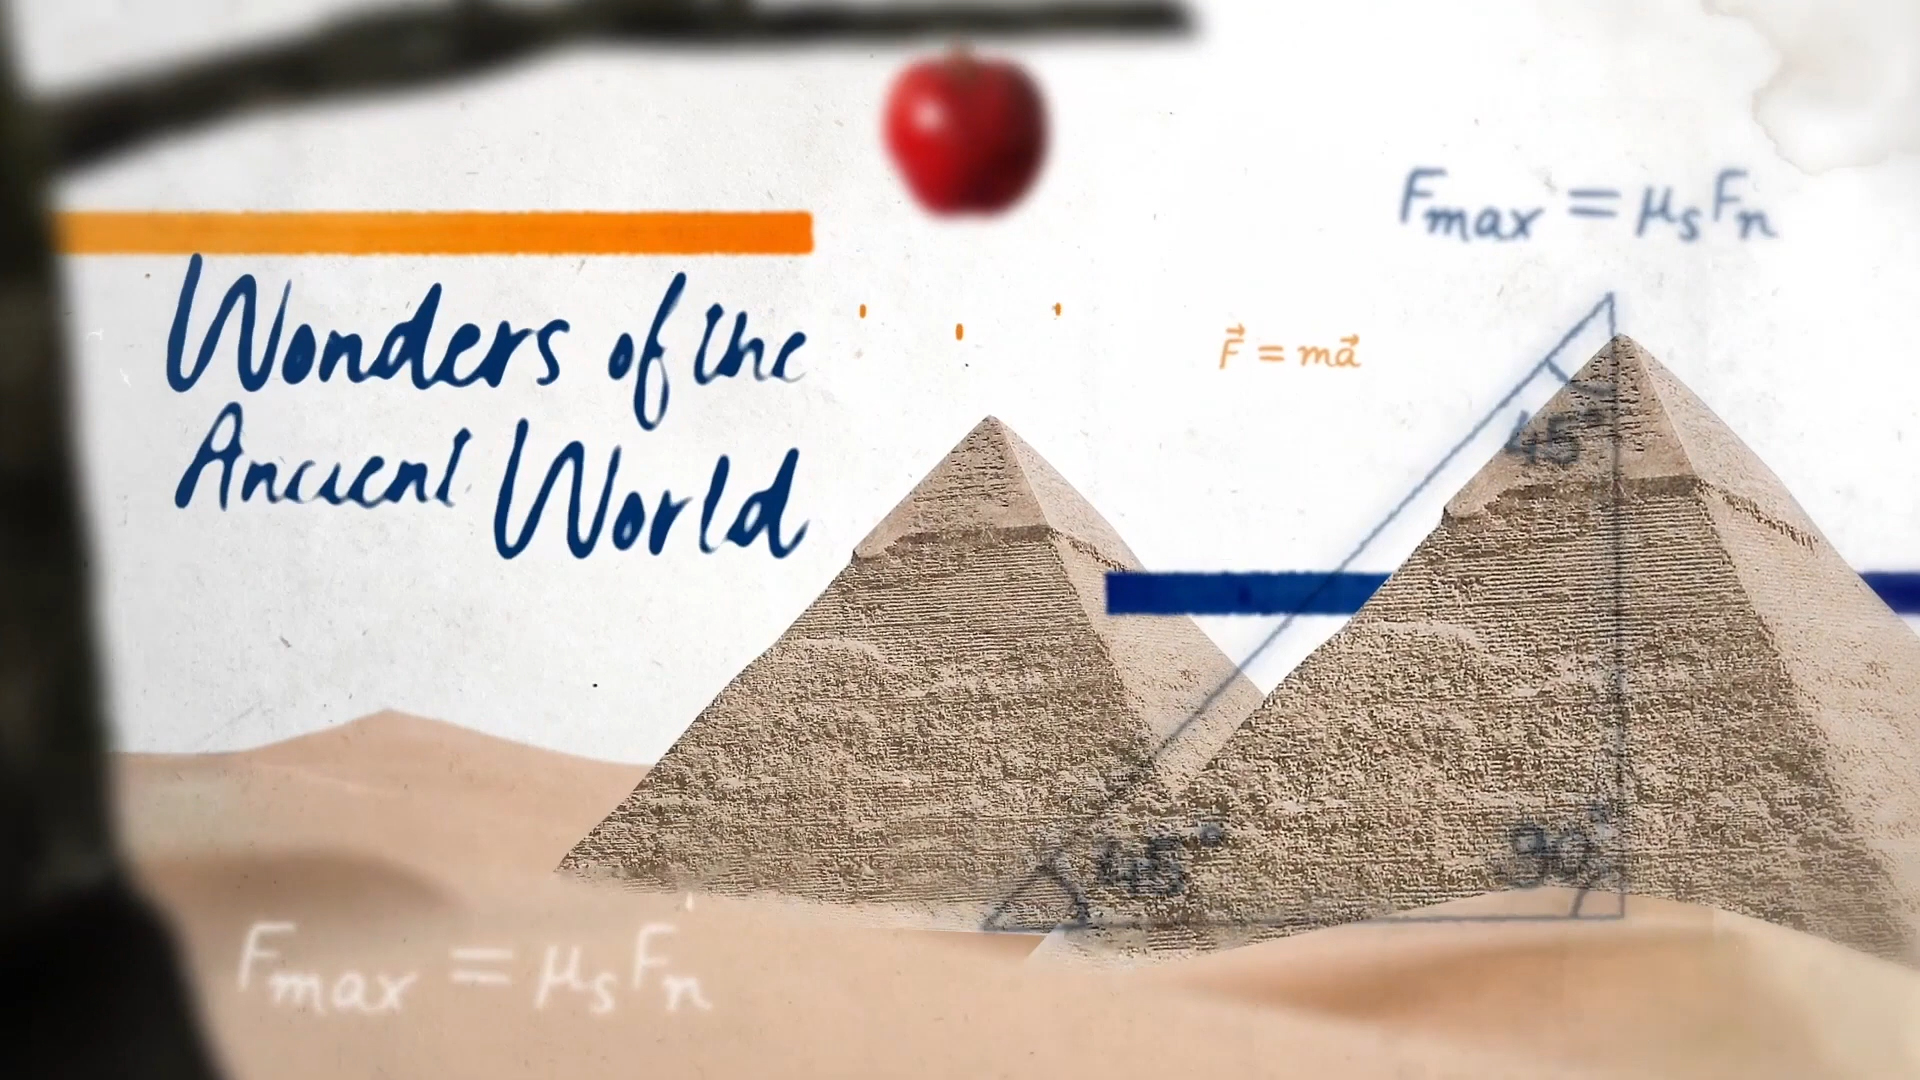 Wonders of the
Ancient World
Fmax = μsFn
F⃗ = ma⃗
45°
45°
90°
Fmax = μsFn